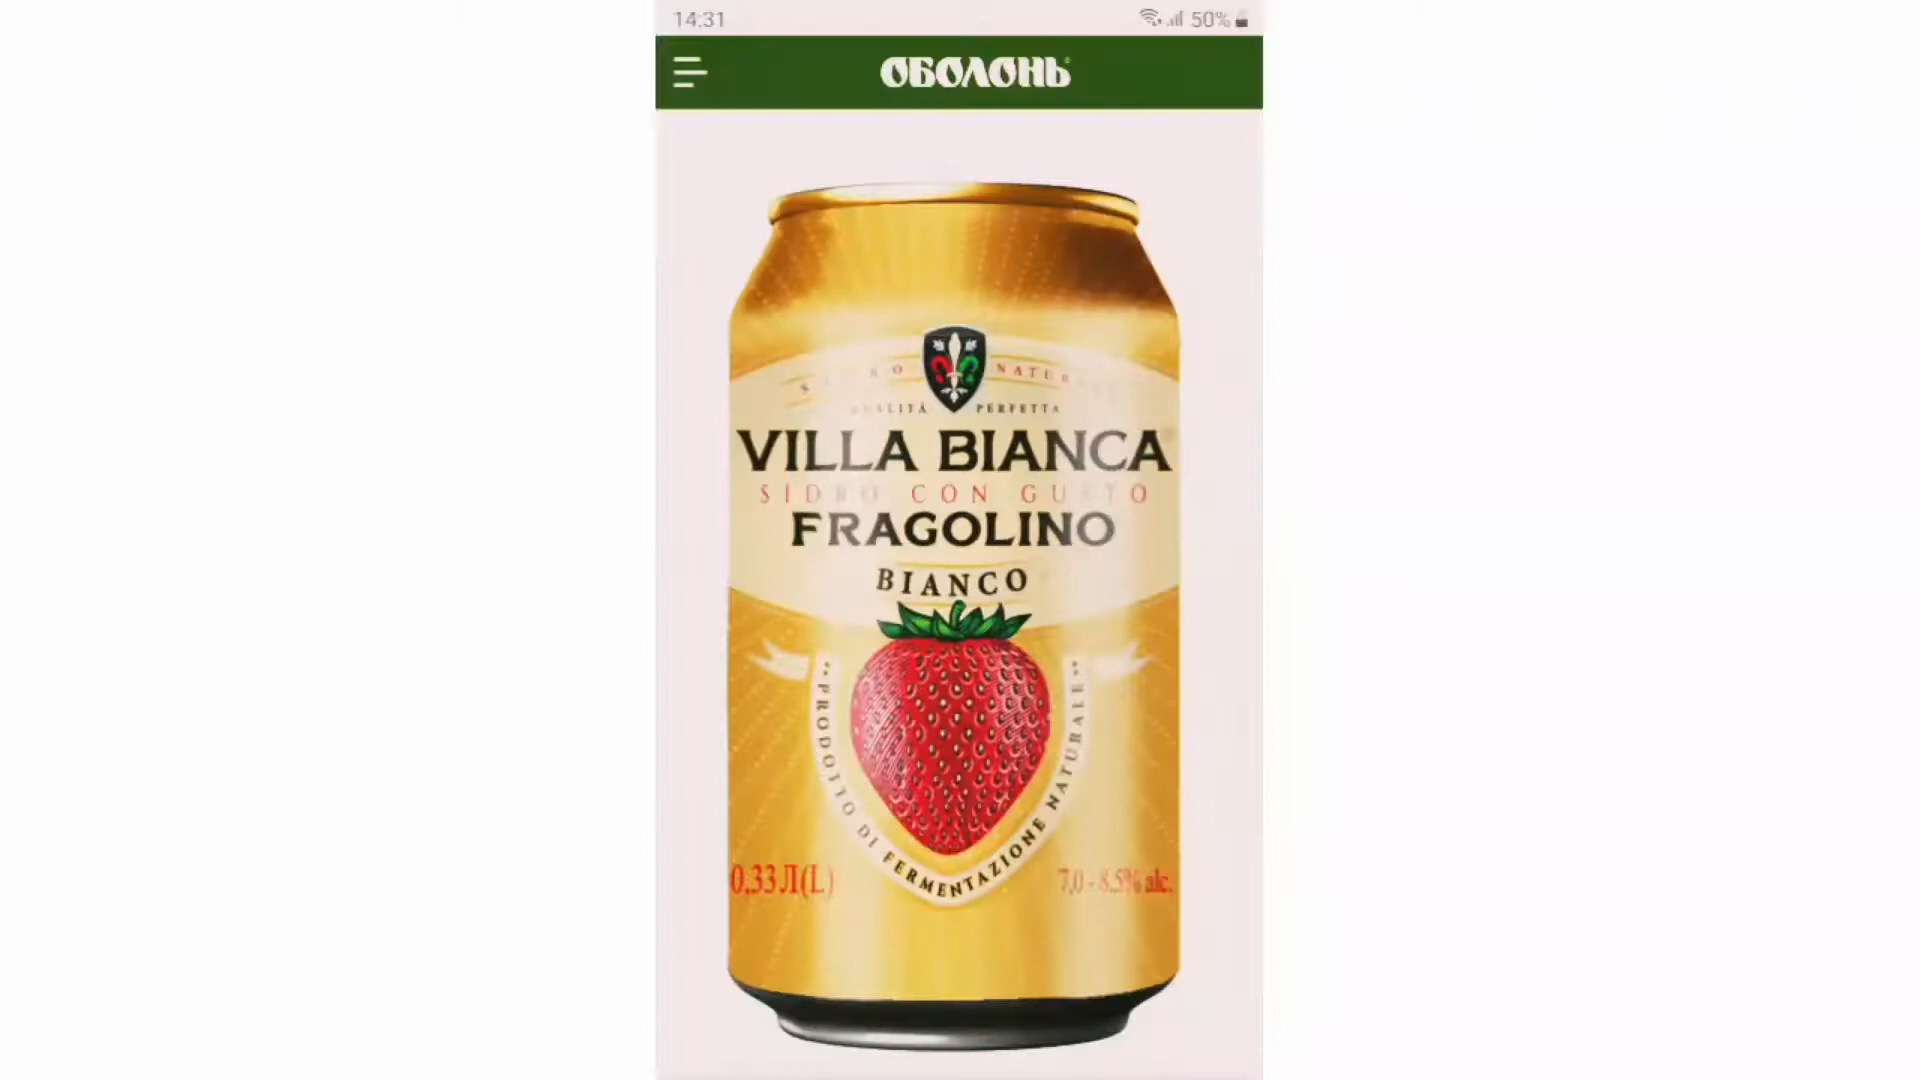 14:31
50%
ОБОЛОНЬ
QUALITÀ PERFETTA
VILLA BIANCA
SIDRO CON GUSTO
FRAGOLINO
BIANCO
PRODOTTO DI FERMENTAZIONE NATURALE
0,33Л(L)
7,0 - 8.5% alc.